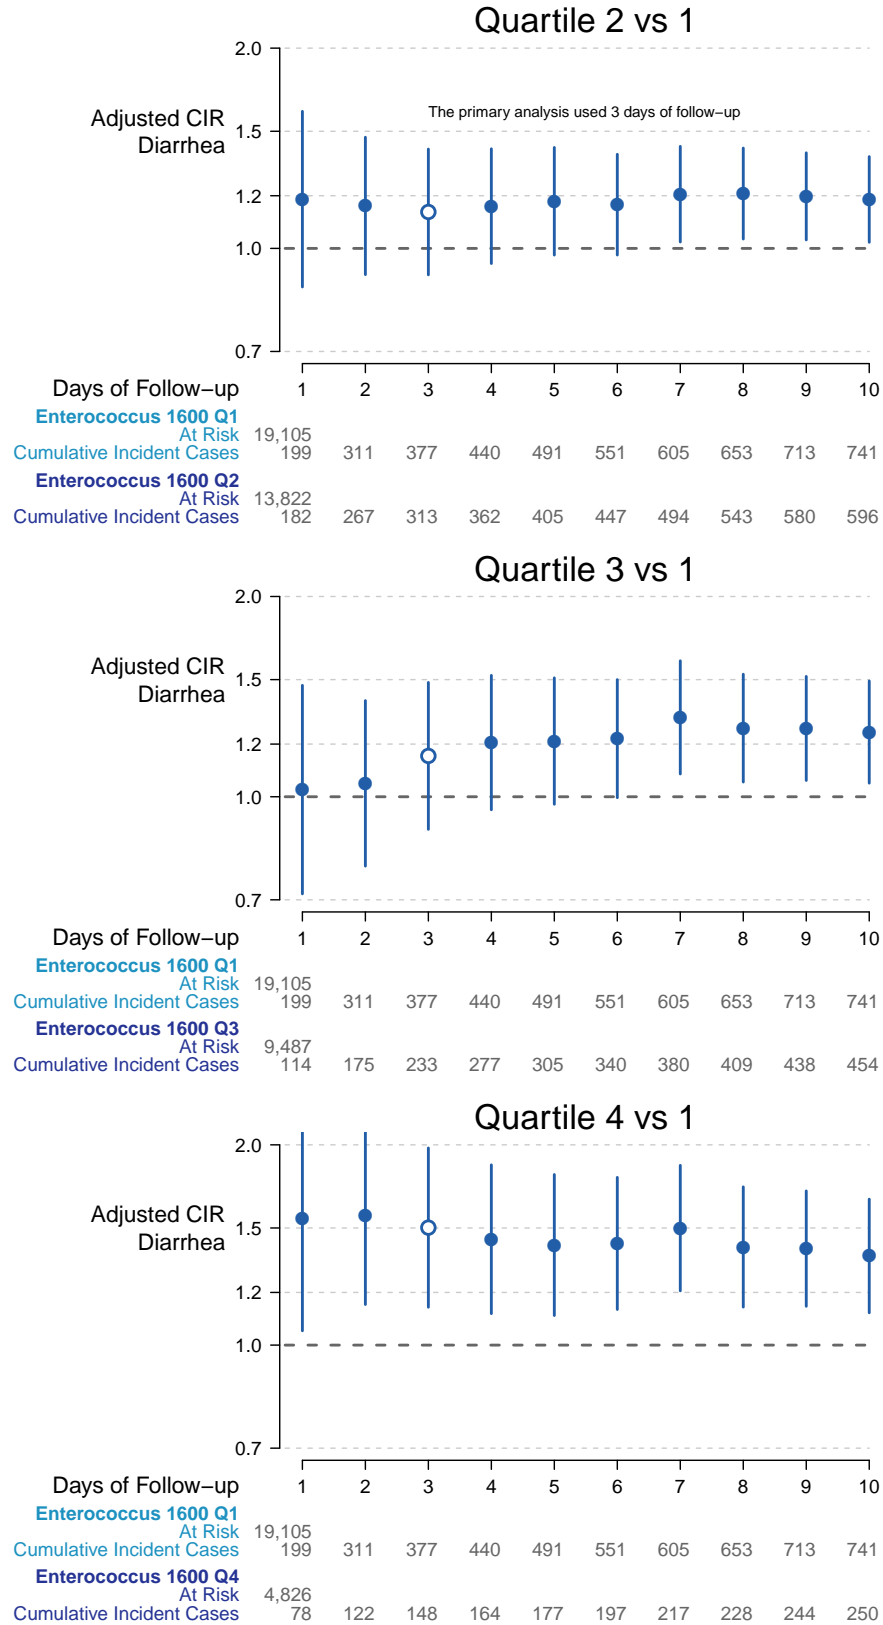 Quartile 2 vs 1
2.0
Adjusted CIR
Diarrhea
The primary analysis used 3 days of follow−up
1.5
1.2
1.0
0.7
Days of Follow−up 1 2 3 4 5 6 7 8 9 10
Enterococcus 1600 Q1
At Risk 19,105
Cumulative Incident Cases 199 311 377 440 491 551 605 653 713 741
Enterococcus 1600 Q2
At Risk 13,822
Cumulative Incident Cases 182 267 313 362 405 447 494 543 580 596
Quartile 3 vs 1
2.0
Adjusted CIR
Diarrhea
1.5
1.2
1.0
0.7
Days of Follow−up 1 2 3 4 5 6 7 8 9 10
Enterococcus 1600 Q1
At Risk 19,105
Cumulative Incident Cases 199 311 377 440 491 551 605 653 713 741
Enterococcus 1600 Q3
At Risk 9,487
Cumulative Incident Cases 114 175 233 277 305 340 380 409 438 454
Quartile 4 vs 1
2.0
Adjusted CIR
Diarrhea
1.5
1.2
1.0
0.7
Days of Follow−up 1 2 3 4 5 6 7 8 9 10
Enterococcus 1600 Q1
At Risk 19,105
Cumulative Incident Cases 199 311 377 440 491 551 605 653 713 741
Enterococcus 1600 Q4
At Risk 4,826
Cumulative Incident Cases 78 122 148 164 177 197 217 228 244 250